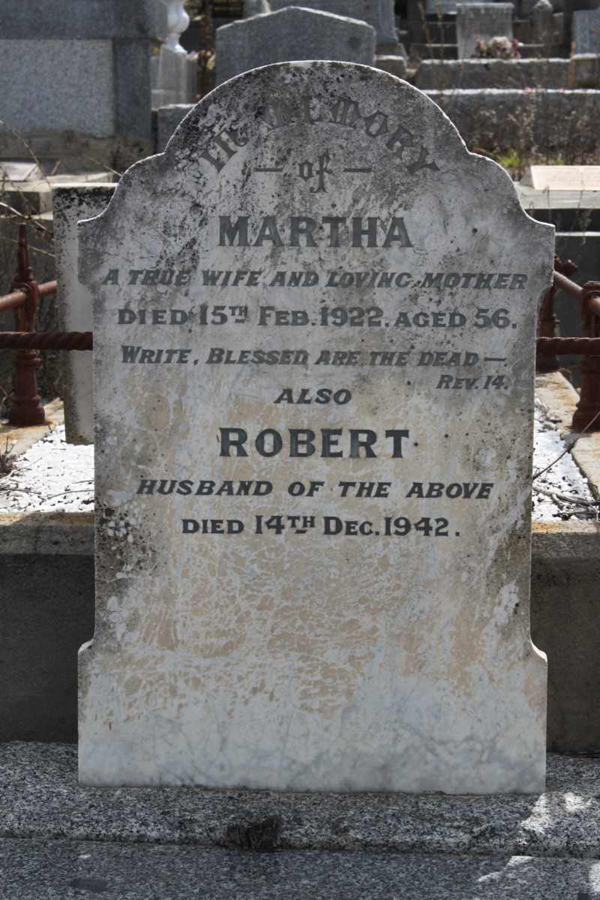 IN MEMORY
— of —
MARTHA
A TRUE WIFE AND LOVING MOTHER
DIED 15TH FEB. 1922. AGED 56.
WRITE, BLESSED ARE THE DEAD —
REV. 14.
ALSO
ROBERT
HUSBAND OF THE ABOVE
DIED 14TH DEC. 1942.